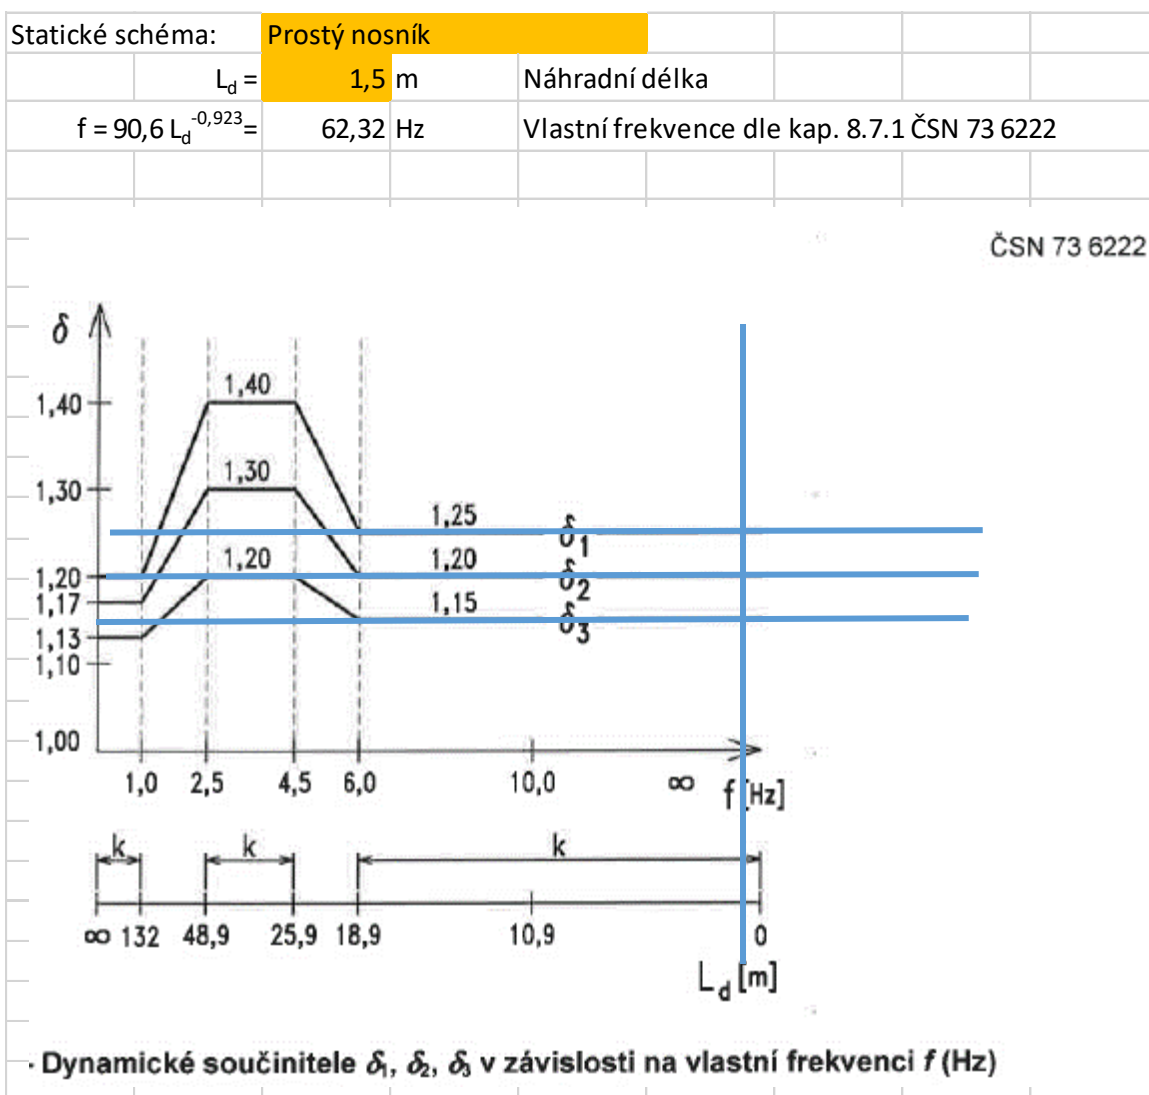 Statické schéma: Prostý nosník
L_d = 1,5 m Náhradní délka
f = 90,6 L_d^-0,923 = 62,32 Hz Vlastní frekvence dle kap. 8.7.1 ČSN 73 6222
ČSN 73 6222
δ
1,40
1,40
1,30
1,30
1,25
δ1
1,20
1,20
1,20
δ2
1,17
1,15
δ3
1,13
1,10
1,00
1,0 2,5 4,5 6,0 10,0 ∞ f [Hz]
k k k
∞ 132 48,9 25,9 18,9 10,9 0
L_d [m]
- Dynamické součinitele δ1, δ2, δ3 v závislosti na vlastní frekvenci f (Hz)